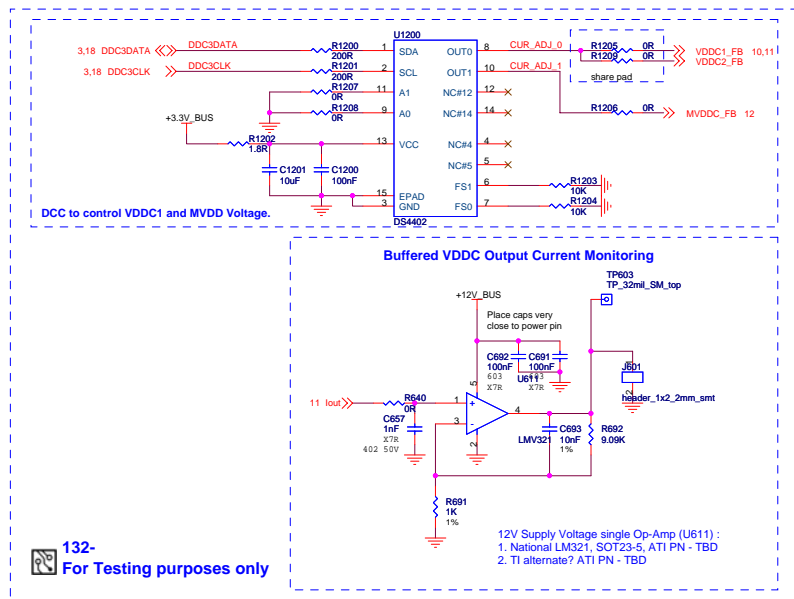 U1200
3,18 DDC3DATA DDC3DATA R1200 1 SDA OUT0 8 CUR_ADJ_0 R1205 0R VDDC1_FB 10,11
200R R1209 0R VDDC2_FB
3,18 DDC3CLK DDC3CLK R1201 2 SCL OUT1 10 CUR_ADJ_1
200R share pad
R1207 11 A1 NC#12 12
0R
R1208 9 A0 NC#14 14 R1206 0R MVDDC_FB 12
0R
+3.3V_BUS
R1202 13 VCC NC#4 4
1.8R
NC#5 5
C1201 C1200
10uF 100nF
FS1 6 R1203
10K
15 EPAD
3 GND FS0 7 R1204
10K
DS4402
DCC to control VDDC1 and MVDD Voltage.
Buffered VDDC Output Current Monitoring
TP603
TP_32mil_SM_top
+12V_BUS
Place caps very
close to power pin
C692 C691
100nF 100nF
603 603
X7R U611 X7R
J601
1
2
header_1x2_2mm_smt
11 Iout R640
0R
1 + 5
3 - 4
2
LMV321
C657
1nF
X7R
402 50V
C693
10nF
1%
R692
9.09K
R691
1K
1%
12V Supply Voltage single Op-Amp (U611) :
1. National LM321, SOT23-5, ATI PN - TBD
2. TI alternate? ATI PN - TBD
132-
For Testing purposes only